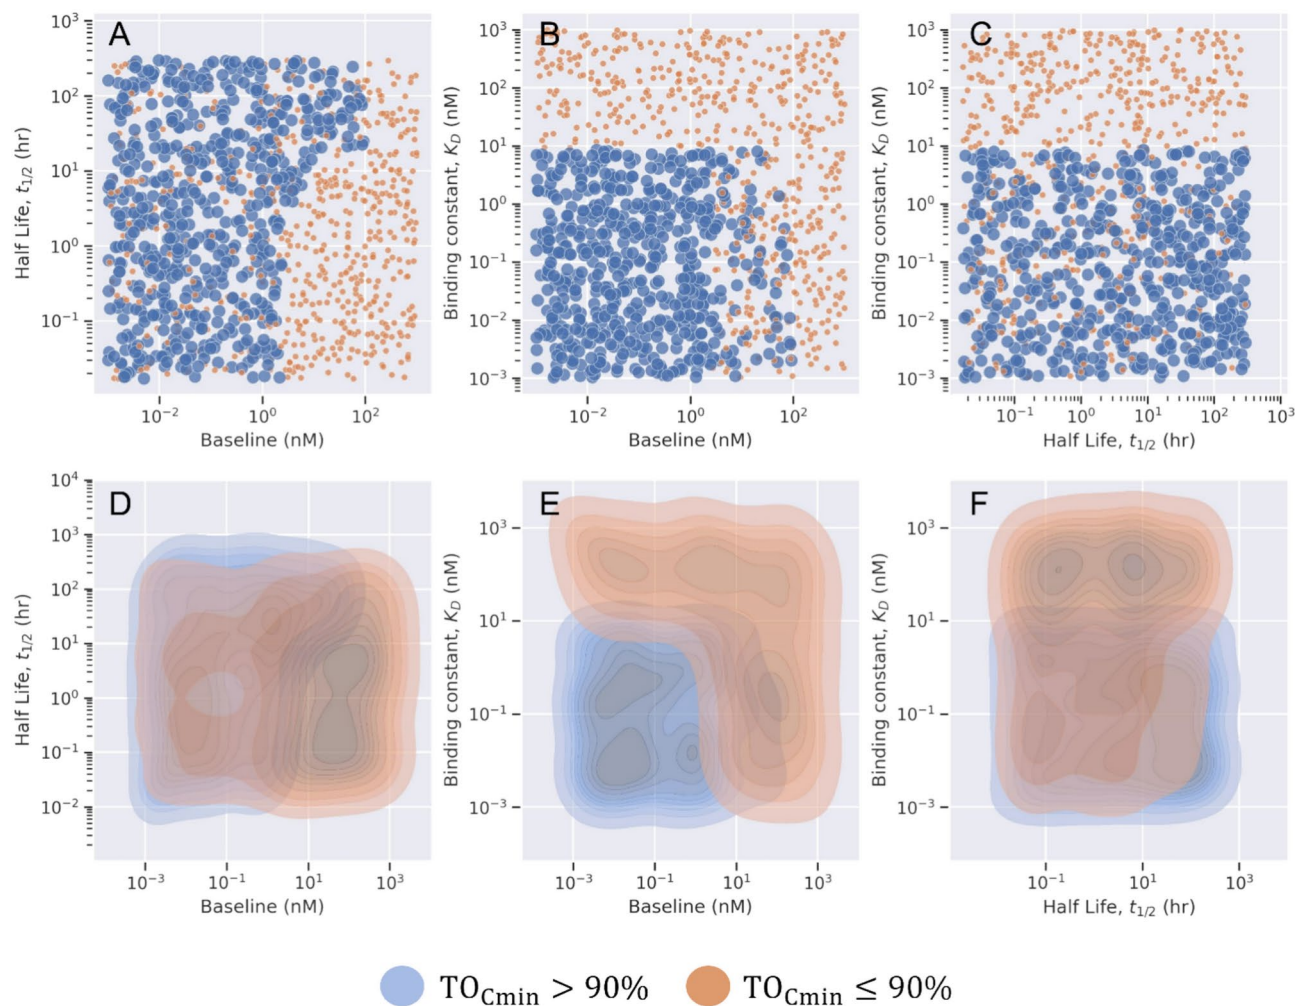 A
10³
10²
10¹
10⁰
10⁻¹
Half Life, t₁/₂ (hr)
10⁻² 10⁰ 10²
Baseline (nM)
B
10³
10²
10¹
10⁰
10⁻¹
10⁻²
10⁻³
Binding constant, K_D (nM)
10⁻² 10⁰ 10²
Baseline (nM)
C
10³
10²
10¹
10⁰
10⁻¹
10⁻²
10⁻³
Binding constant, K_D (nM)
10⁻¹ 10⁰ 10¹ 10² 10³
Half Life, t₁/₂ (hr)
D
10⁴
10³
10²
10¹
10⁰
10⁻¹
10⁻²
Half Life, t₁/₂ (hr)
10⁻³ 10⁻¹ 10¹ 10³
Baseline (nM)
E
10³
10¹
10⁻¹
10⁻³
Binding constant, K_D (nM)
10⁻³ 10⁻¹ 10¹ 10³
Baseline (nM)
F
10³
10¹
10⁻¹
10⁻³
Binding constant, K_D (nM)
10⁻¹ 10¹ 10³
Half Life, t₁/₂ (hr)
TO_Cmin > 90% TO_Cmin ≤ 90%